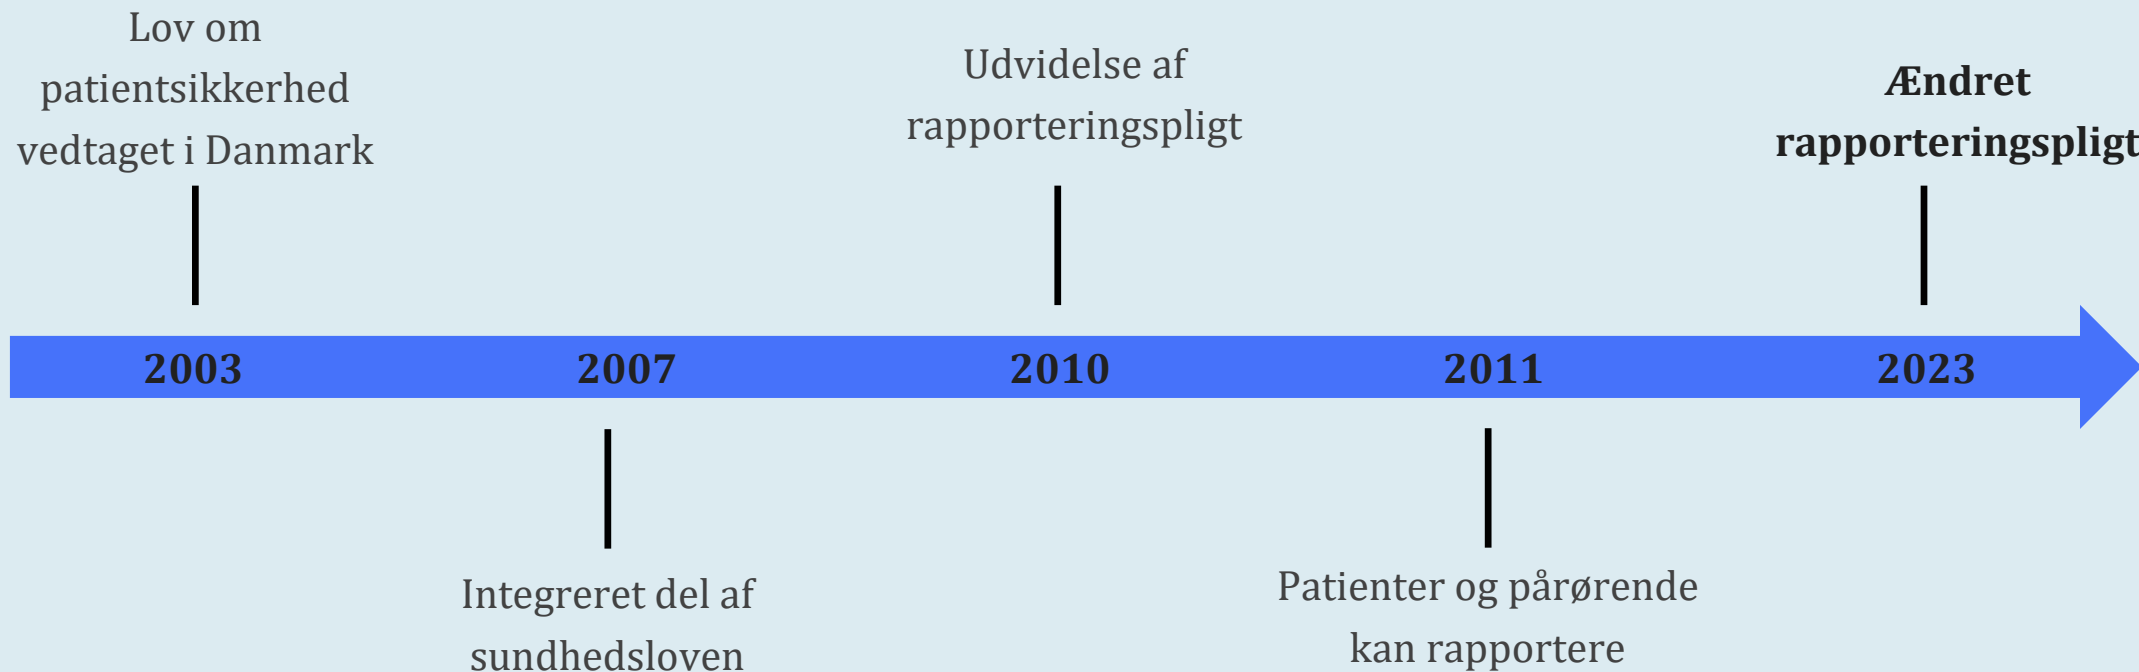 Lov om
patientsikkerhed
vedtaget i Danmark
Udvidelse af
rapporteringspligt
Ændret
rapporteringspligt
2003
2007
2010
2011
2023
Integreret del af
sundhedsloven
Patienter og pårørende
kan rapportere